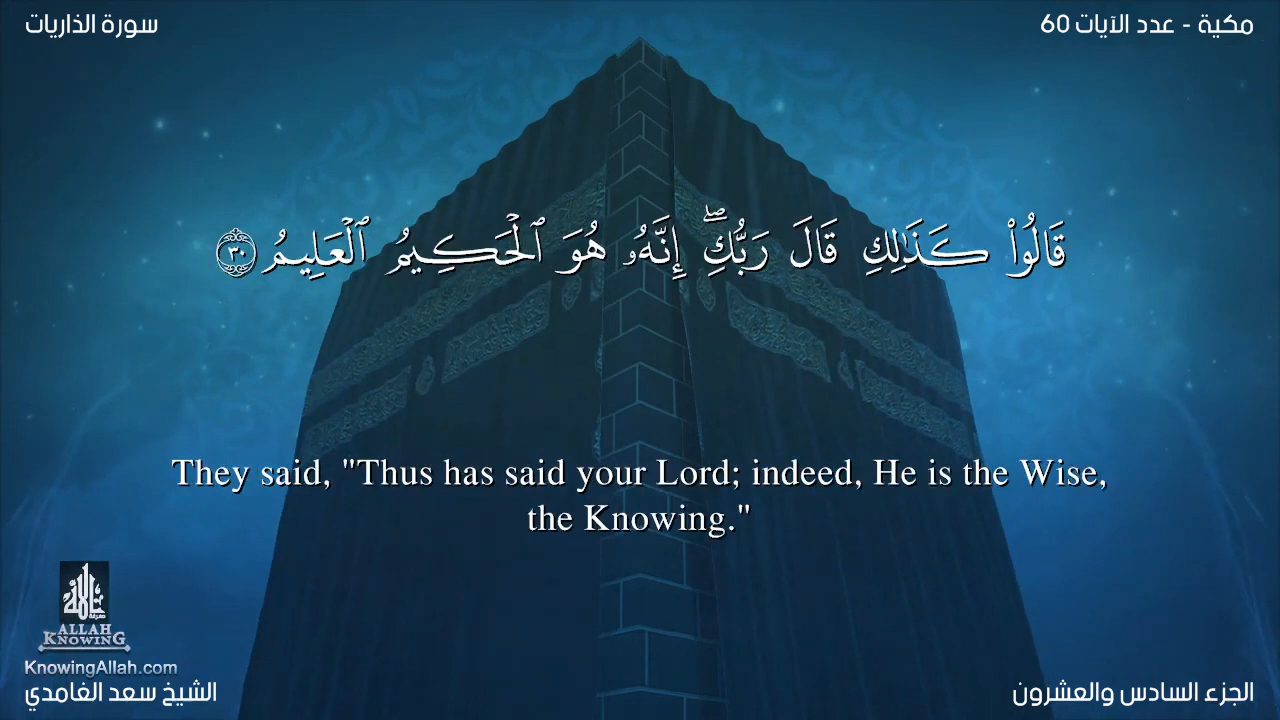 سورة الذاريات
مكية - عدد الآيات 60
قَالُوا۟ كَذَٰلِكِ قَالَ رَبُّكِ ۖ إِنَّهُۥ هُوَ ٱلْحَكِيمُ ٱلْعَلِيمُ ٣٠
They said, "Thus has said your Lord; indeed, He is the Wise,
the Knowing."
ALLAH
KNOWING
KnowingAllah.com
الشيخ سعد الغامدي
الجزء السادس والعشرون